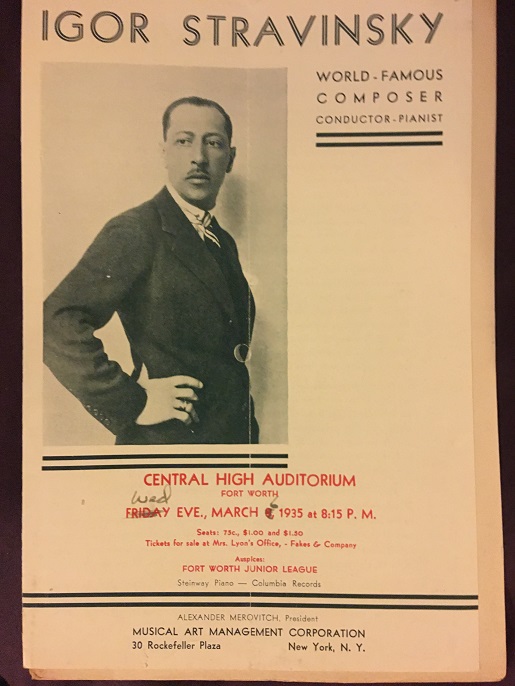 IGOR STRAVINSKY
WORLD-FAMOUS
COMPOSER
CONDUCTOR-PIANIST
CENTRAL HIGH AUDITORIUM
FORT WORTH
Wed
FRIDAY EVE., MARCH 1935 at 8:15 P. M.
Seats: 75c, $1.00 and $1.50
Tickets for sale at Mrs. Lynn's Office, - Fakes & Company
Auspices:
FORT WORTH JUNIOR LEAGUE
Steinway Piano — Columbia Records
ALEXANDER MEROVITCH, President
MUSICAL ART MANAGEMENT CORPORATION
30 Rockefeller Plaza New York, N. Y.